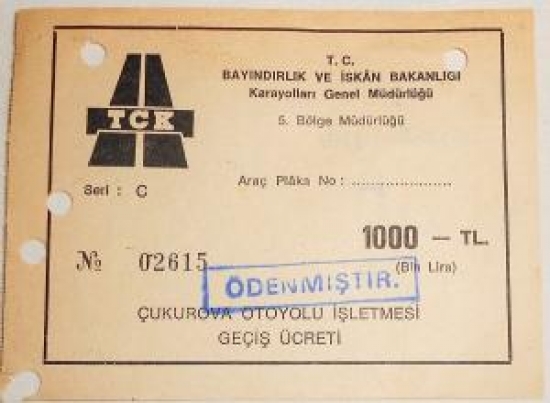 T. C.
BAYINDIRLIK VE İSKÂN BAKANLIGI
Karayolları Genel Müdürlüğü
5. Bölge Müdürlüğü
TCK
Seri : C
Araç Plâka No : ....................
1000 — TL.
(Bin Lira)
№ 02615
ÖDENMİŞTİR.
ÇUKUROVA OTOYOLU İŞLETMESİ
GEÇİŞ ÜCRETİ